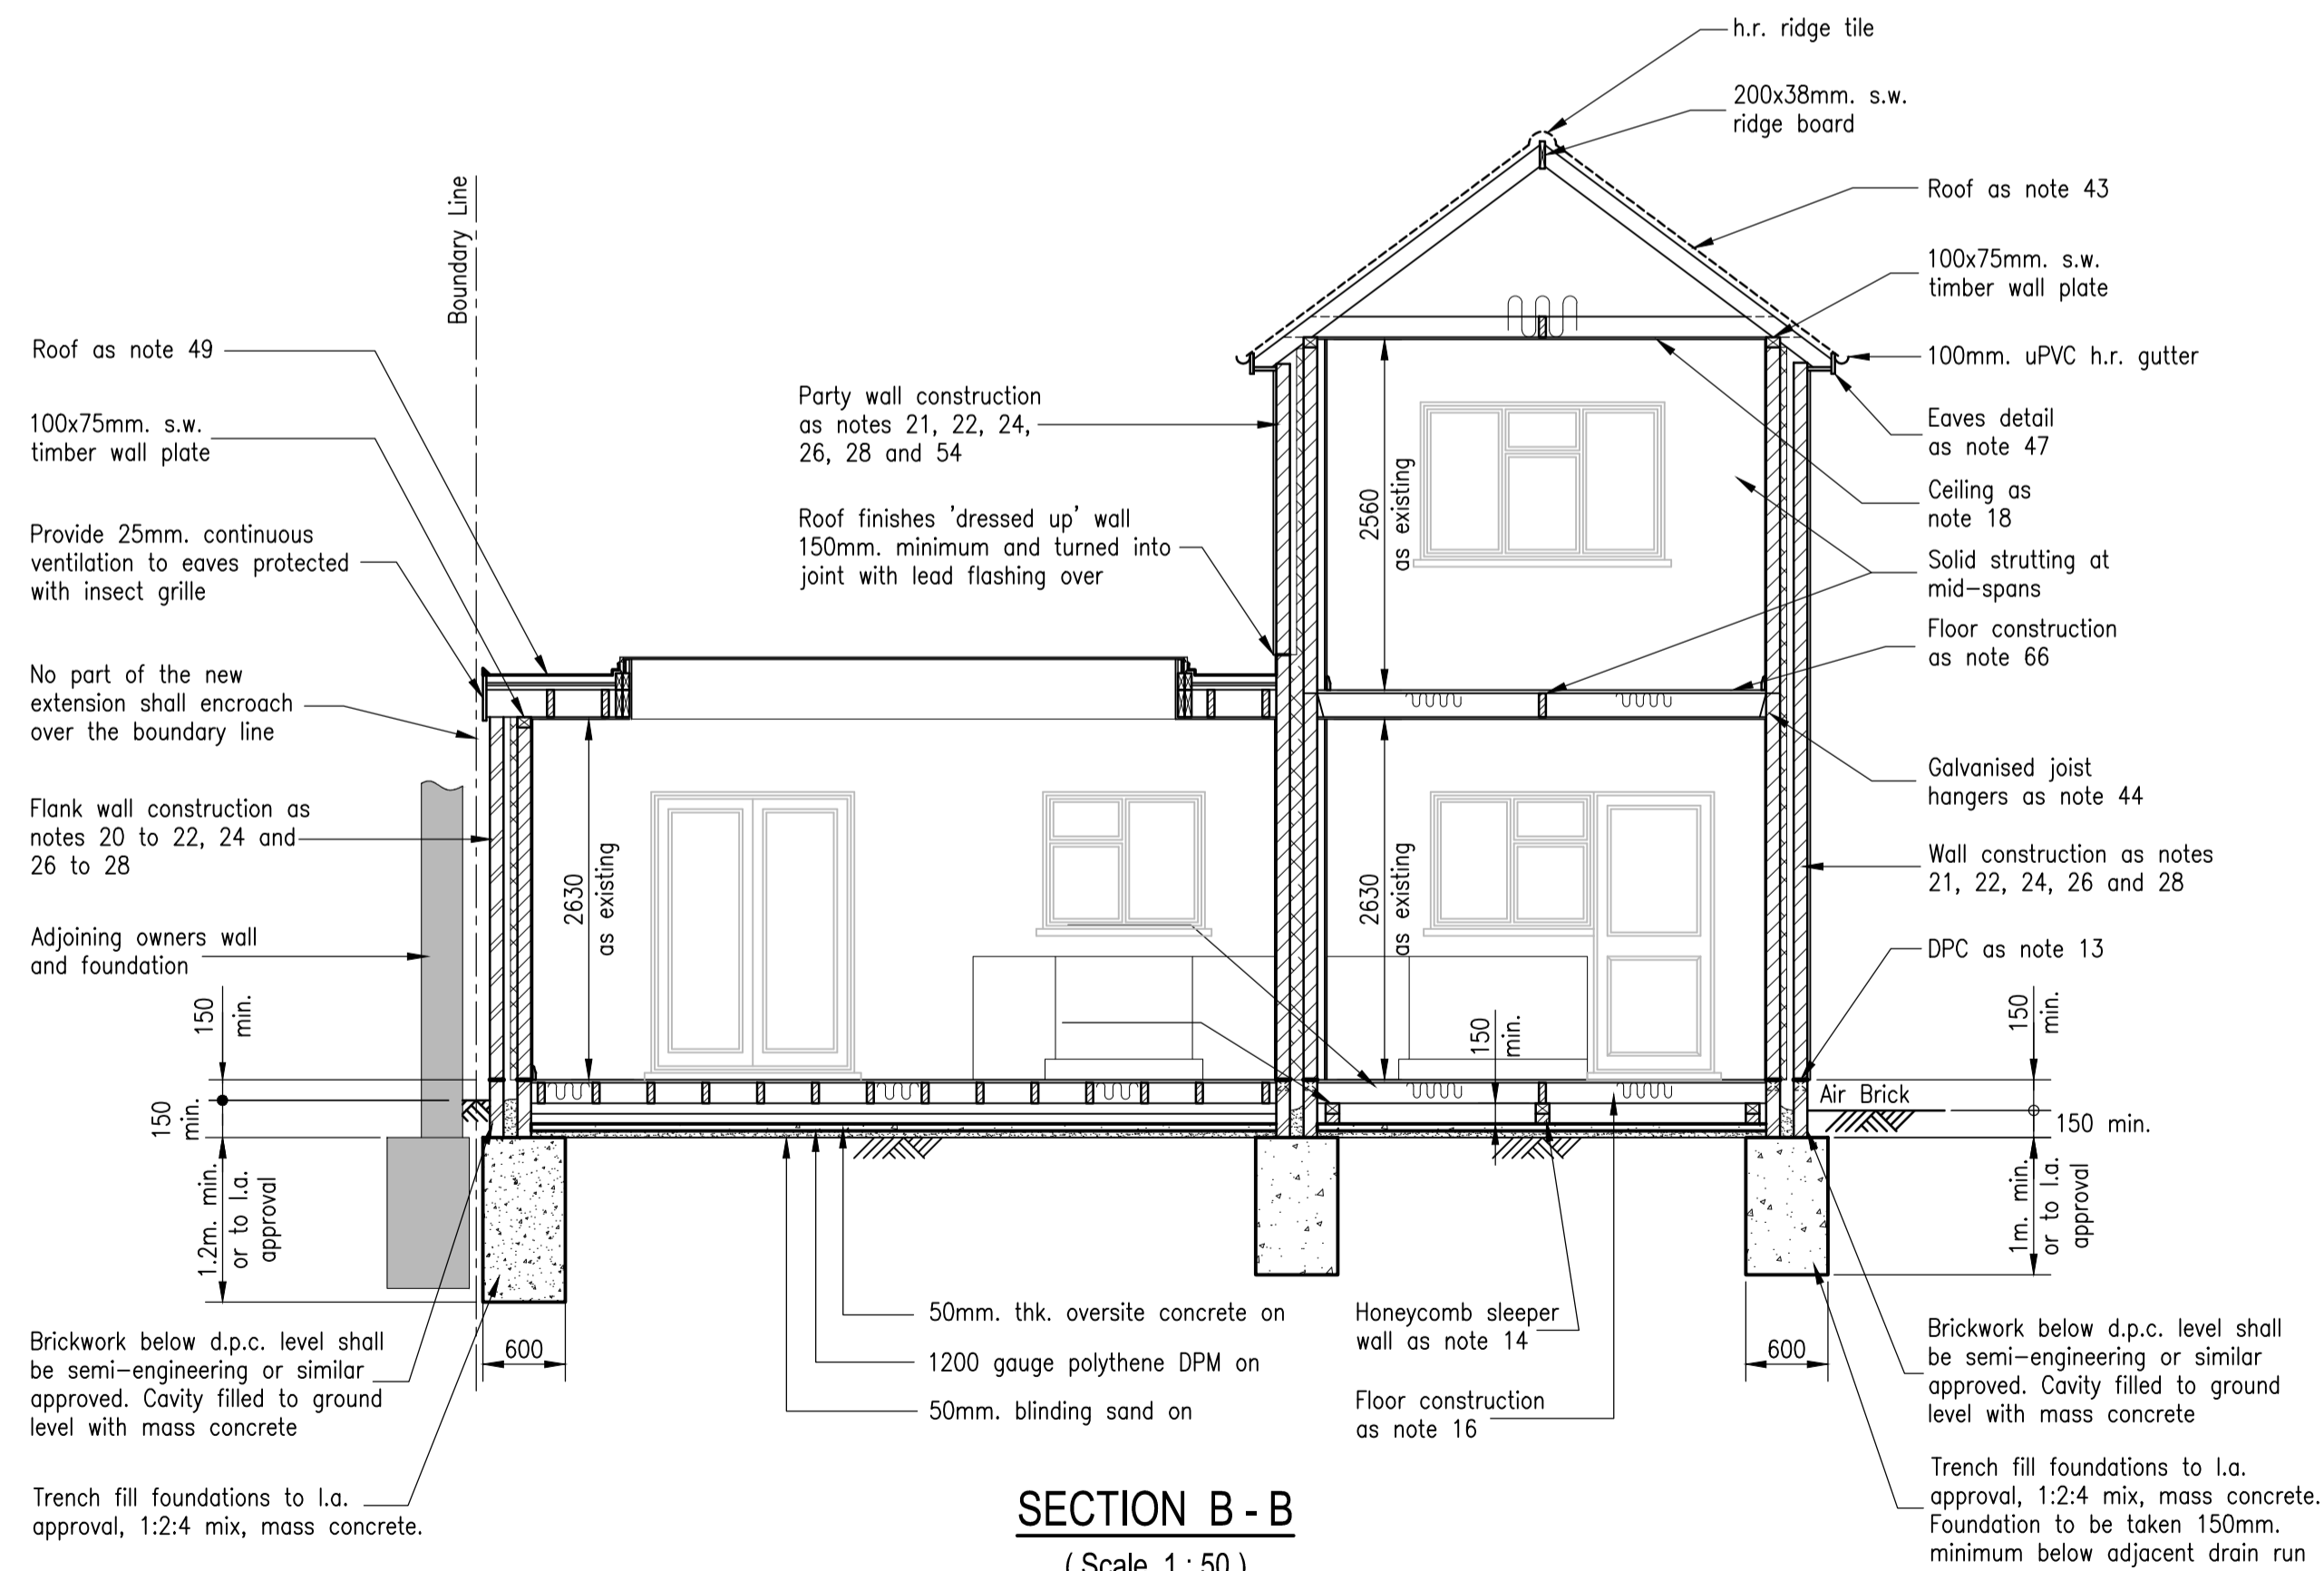 h.r. ridge tile
200x38mm. s.w.
ridge board
Roof as note 43
100x75mm. s.w.
timber wall plate
100mm. uPVC h.r. gutter
Eaves detail
as note 47
Ceiling as
note 18
Solid strutting at
mid-spans
Floor construction
as note 66
Galvanised joist
hangers as note 44
Wall construction as notes
21, 22, 24, 26 and 28
DPC as note 13
150
min.
Air Brick
150 min.
1m. min.
or to l.a.
approval
600
Brickwork below d.p.c. level shall
be semi-engineering or similar
approved. Cavity filled to ground
level with mass concrete
Trench fill foundations to l.a.
approval, 1:2:4 mix, mass concrete.
Foundation to be taken 150mm.
minimum below adjacent drain run
Boundary Line
Roof as note 49
100x75mm. s.w.
timber wall plate
Provide 25mm. continuous
ventilation to eaves protected
with insect grille
No part of the new
extension shall encroach
over the boundary line
Flank wall construction as
notes 20 to 22, 24 and
26 to 28
Adjoining owners wall
and foundation
150
min.
150
min.
1.2m. min.
or to l.a.
approval
600
Brickwork below d.p.c. level shall
be semi-engineering or similar
approved. Cavity filled to ground
level with mass concrete
Trench fill foundations to l.a.
approval, 1:2:4 mix, mass concrete.
Party wall construction
as notes 21, 22, 24,
26, 28 and 54
Roof finishes 'dressed up' wall
150mm. minimum and turned into
joint with lead flashing over
2560
as existing
2630
as existing
2630
as existing
150
min.
50mm. thk. oversite concrete on
1200 gauge polythene DPM on
50mm. blinding sand on
Honeycomb sleeper
wall as note 14
Floor construction
as note 16
SECTION B - B
( Scale 1 : 50 )